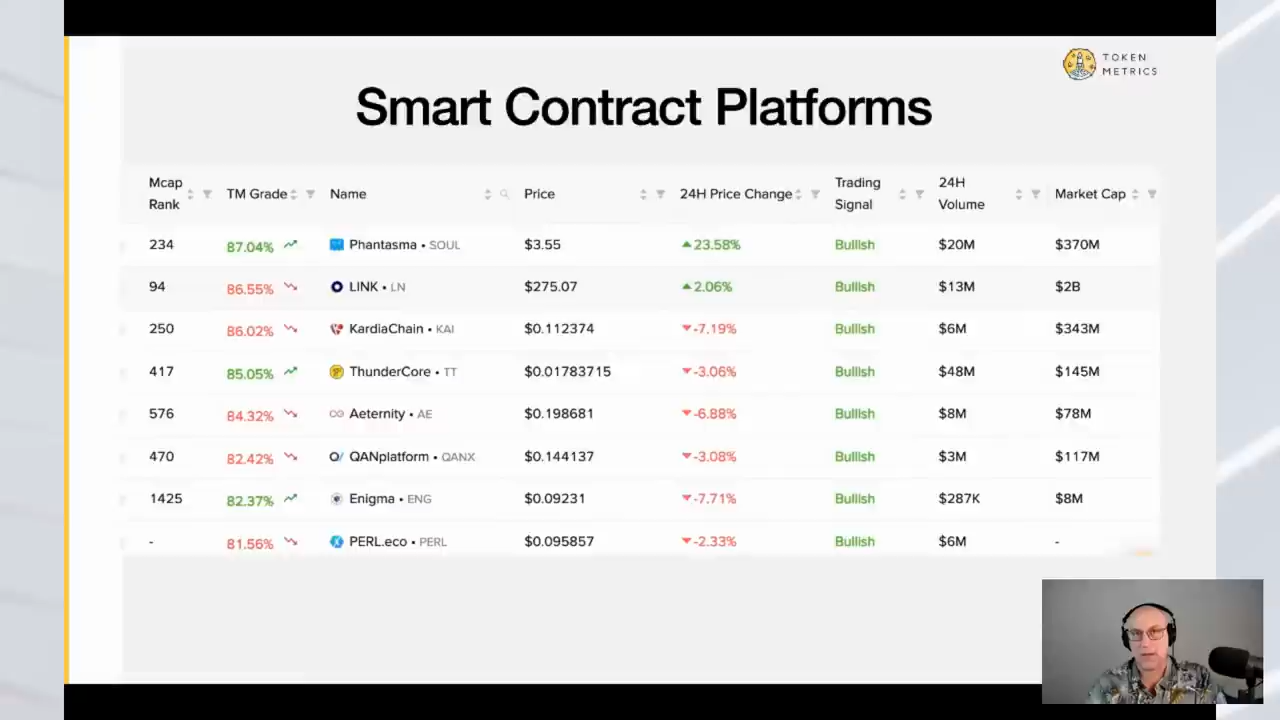 TOKEN
METRICS
Smart Contract Platforms
Mcap Rank TM Grade Name Price 24H Price Change Trading Signal 24H Volume Market Cap
234 87.04% Phantasma • SOUL $3.55 23.58% Bullish $20M $370M
94 86.55% LINK • LN $275.07 2.06% Bullish $13M $2B
250 86.02% KardiaChain • KAI $0.112374 -7.19% Bullish $6M $343M
417 85.05% ThunderCore • TT $0.01783715 -3.06% Bullish $48M $145M
576 84.32% Aeternity • AE $0.198681 -6.88% Bullish $8M $78M
470 82.42% QANplatform • QANX $0.144137 -3.08% Bullish $3M $117M
1425 82.37% Enigma • ENG $0.09231 -7.71% Bullish $287K $8M
- 81.56% PERL.eco • PERL $0.095857 -2.33% Bullish $6M -